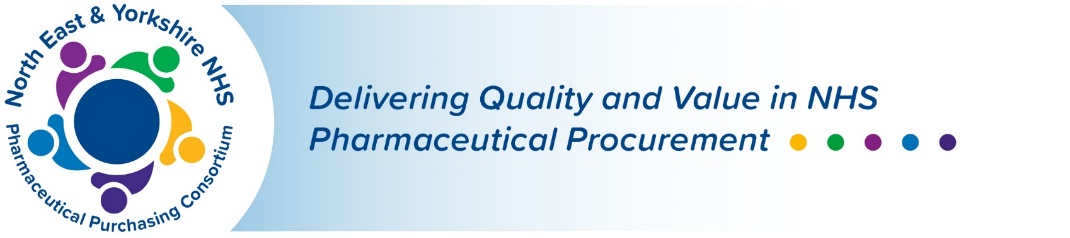 North East & Yorkshire NHS
Pharmaceutical Purchasing Consortium
Delivering Quality and Value in NHS
Pharmaceutical Procurement